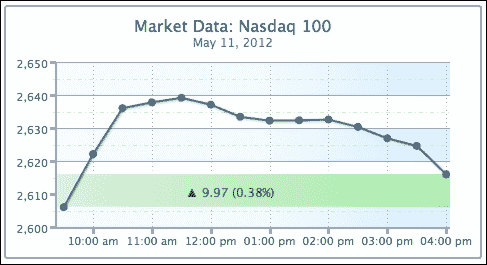 Market Data: Nasdaq 100
May 11, 2012
2,650
2,640
2,630
2,620
2,610
2,600
▲ 9.97 (0.38%)
10:00 am 11:00 am 12:00 pm 01:00 pm 02:00 pm 03:00 pm 04:00 pm